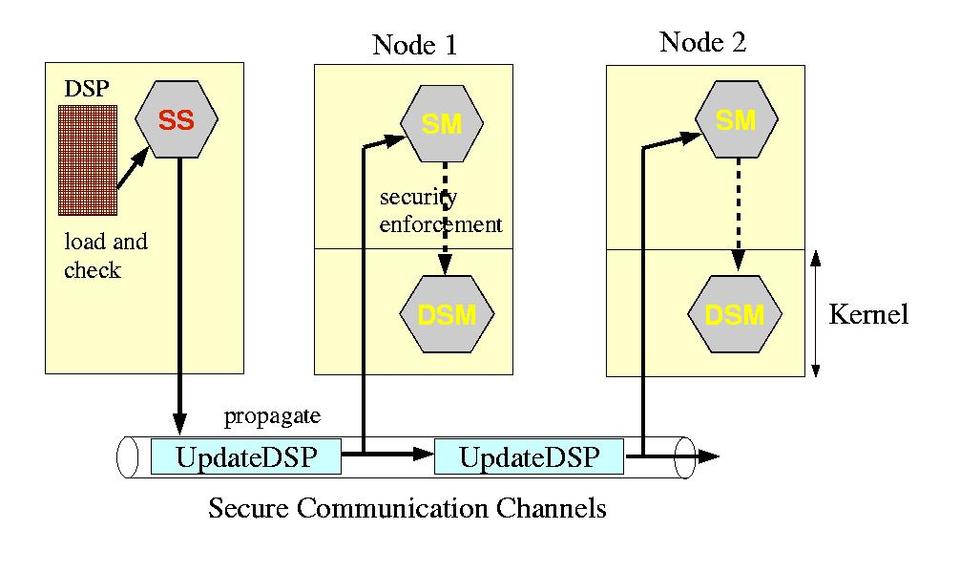 Node 1
Node 2
DSP
SS
SM
SM
security
enforcement
load and
check
DSM
DSM
Kernel
propagate
UpdateDSP
UpdateDSP
Secure Communication Channels